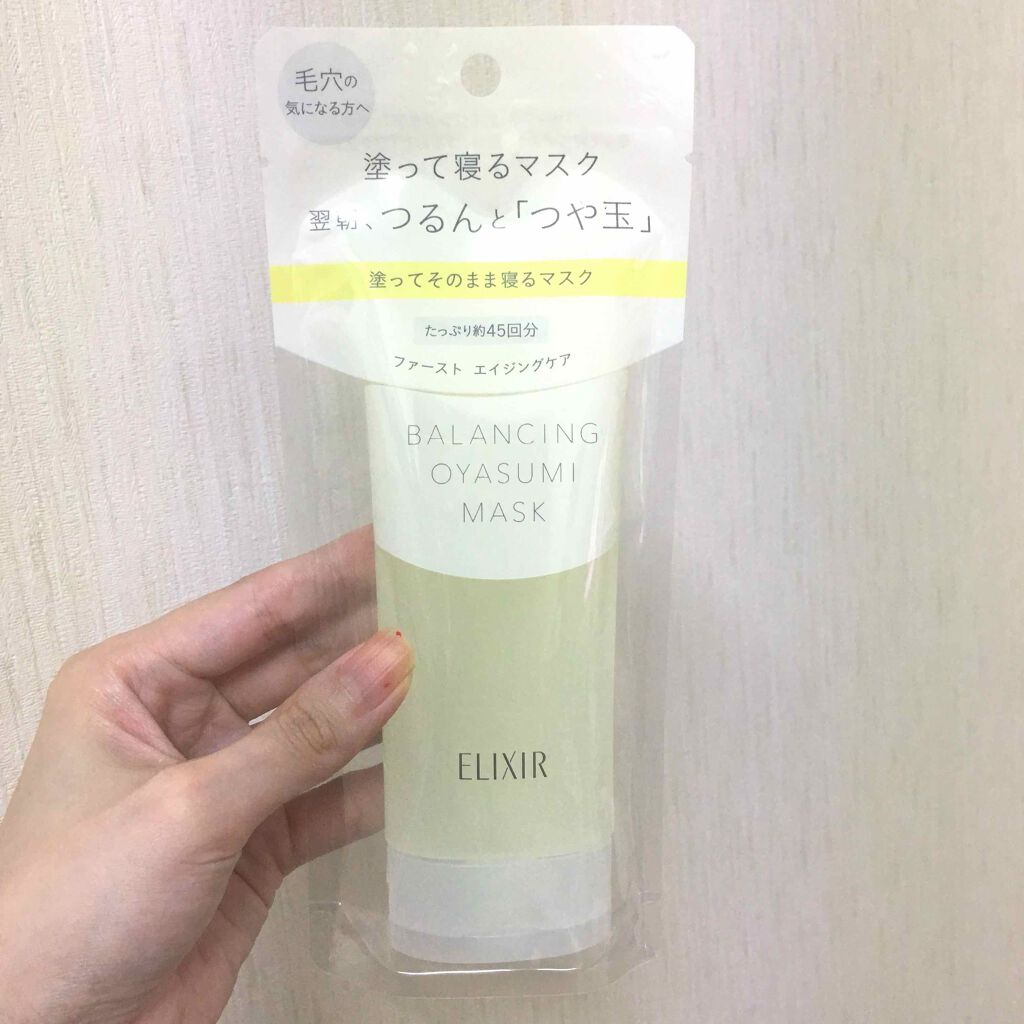 毛穴の
気になる方へ
塗って寝るマスク
翌朝、つるんと「つや玉」
塗ってそのまま寝るマスク
たっぷり約45回分
ファースト エイジングケア
BALANCING
OYASUMI
MASK
ELIXIR